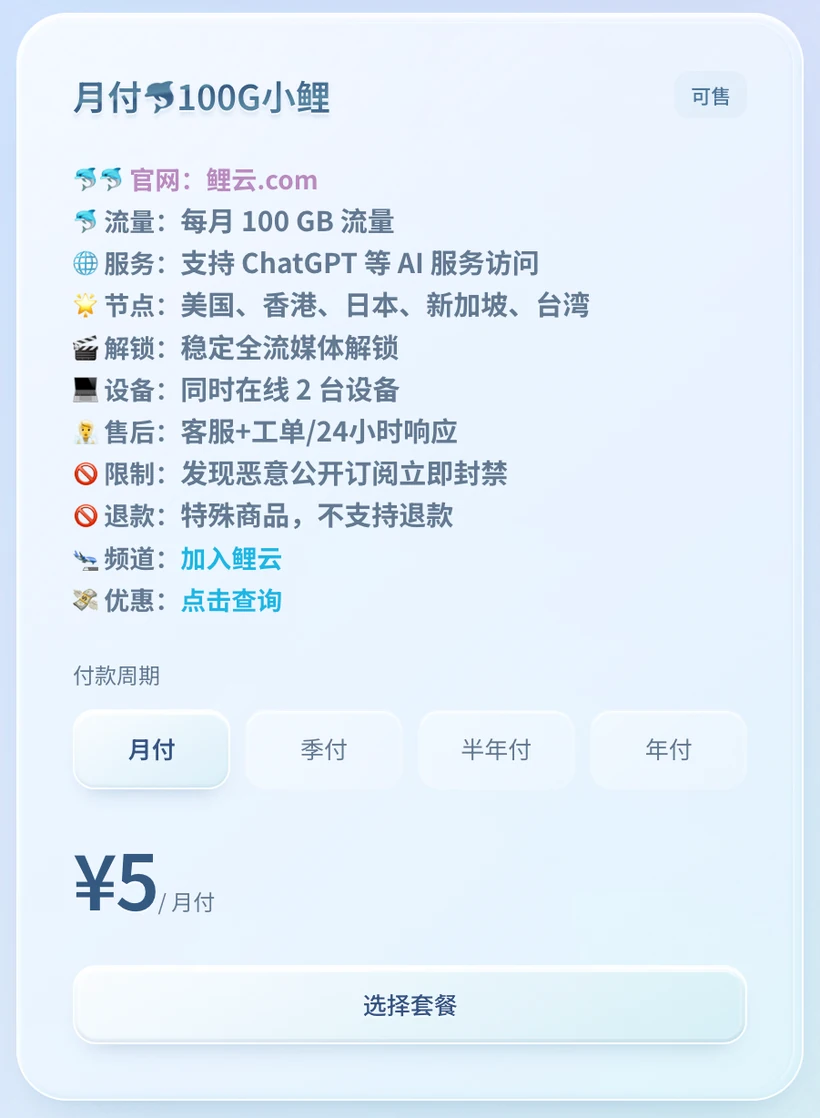 月付🐬100G小鲤
可售
🐬🐬 官网：鲤云.com
🐬 流量：每月 100 GB 流量
🌐 服务：支持 ChatGPT 等 AI 服务访问
🌟 节点：美国、香港、日本、新加坡、台湾
🎬 解锁：稳定全流媒体解锁
💻 设备：同时在线 2 台设备
🧑‍💼 售后：客服+工单/24小时响应
🚫 限制：发现恶意公开订阅立即封禁
🚫 退款：特殊商品，不支持退款
🛬 频道：加入鲤云
💸 优惠：点击查询
付款周期
月付 季付 半年付 年付
¥5/ 月付
选择套餐